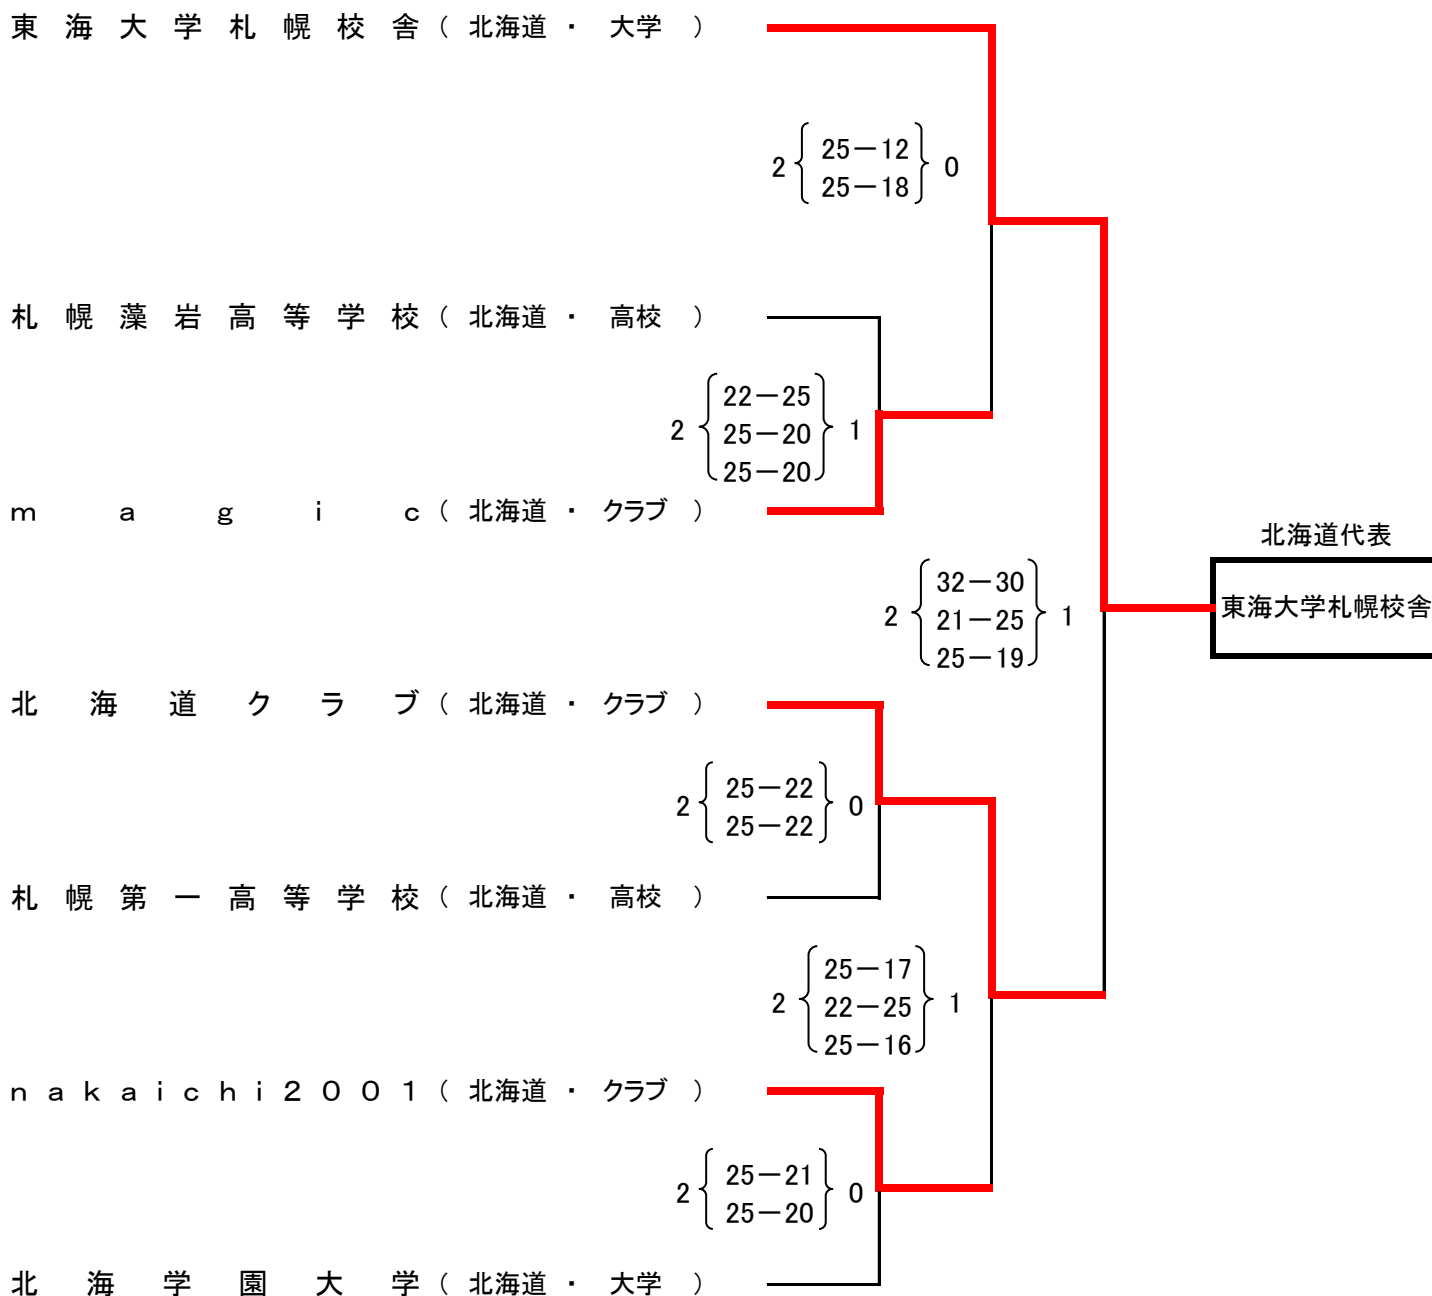 東海大学札幌校舎（ 北海道 ・ 大学 ）
2 { 25－12 } 0
25－18
札幌藻岩高等学校（ 北海道 ・ 高校 ）
22－25
2 { 25－20 } 1
25－20
ｍａｇｉｃ（ 北海道 ・ クラブ ）
北海道代表
東海大学札幌校舎
32－30
2 { 21－25 } 1
25－19
北海道クラブ（ 北海道 ・ クラブ ）
2 { 25－22 } 0
25－22
札幌第一高等学校（ 北海道 ・ 高校 ）
25－17
2 { 22－25 } 1
25－16
ｎａｋａｉｃｈｉ２００１（ 北海道 ・ クラブ ）
2 { 25－21 } 0
25－20
北海学園大学（ 北海道 ・ 大学 ）